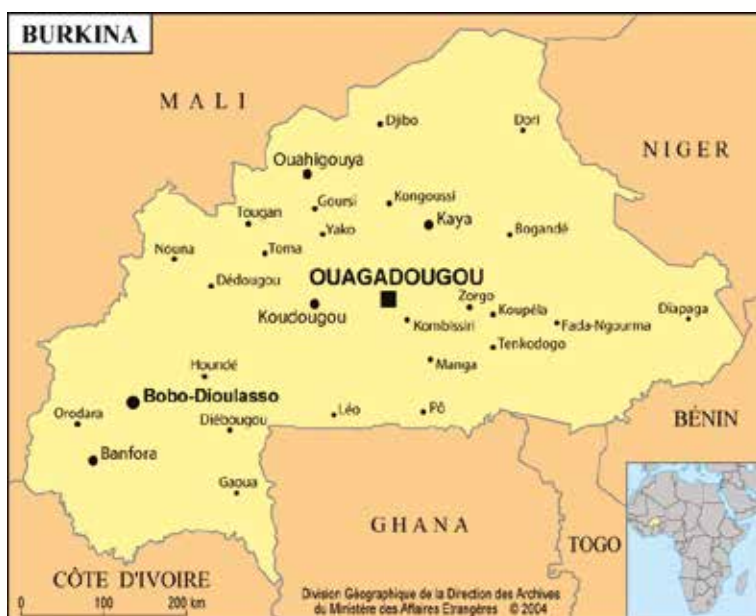 BURKINA
MALI
Djibo
Dori
NIGER
Ouahigouya
Goursi
Kongoussi
Tougan
Yako
Kaya
Bogandé
Nouna
Toma
Dédougou
OUAGADOUGOU
Zorgo
Koupéla
Diapaga
Koudougou
Kombissiri
Fada-Ngourma
Tenkodogo
Manga
Houndé
Bobo-Dioulasso
Orodara
Diébougou
Léo
Pô
BÉNIN
Banfora
Gaoua
GHANA
TOGO
CÔTE D'IVOIRE
0 100 200 km
Division Géographique de la Direction des Archives
du Ministère des Affaires Etrangères © 2004